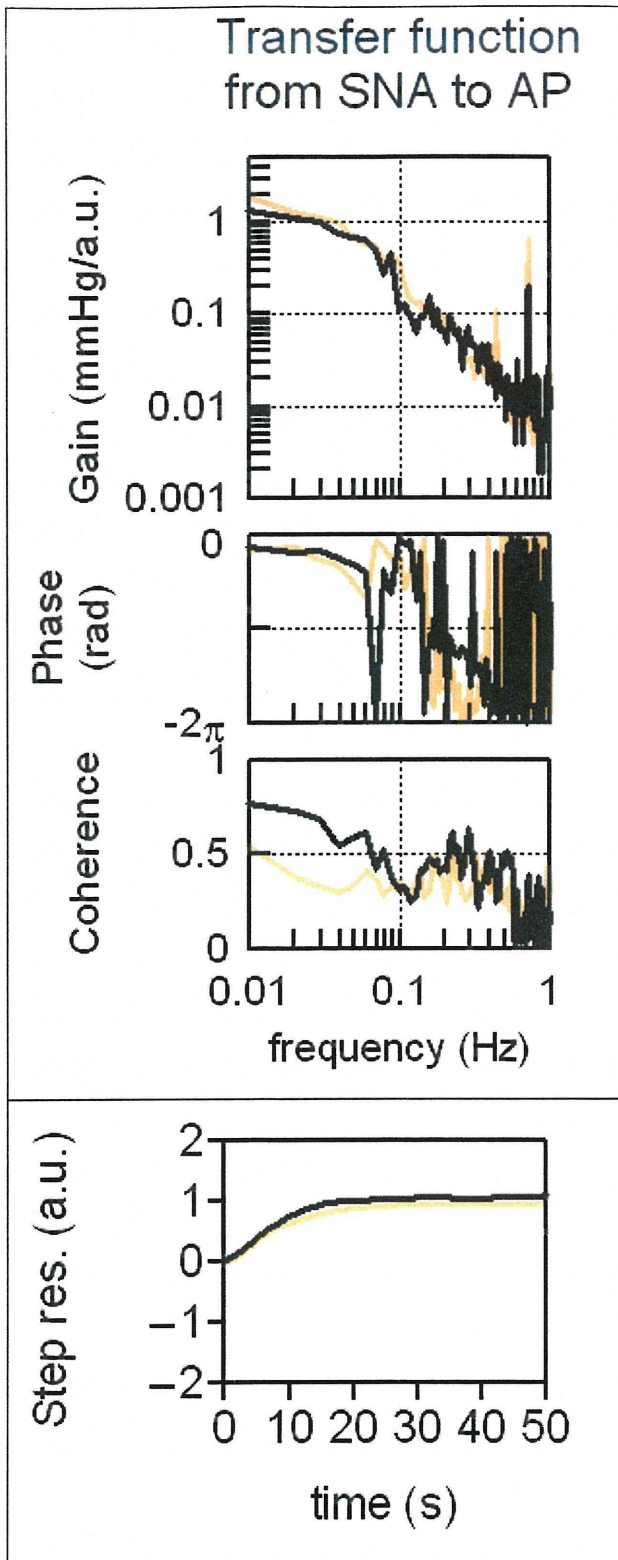 Transfer function
from SNA to AP
Gain (mmHg/a.u.)
1
0.1
0.01
0.001
Phase
(rad)
0
-2π
Coherence
1
0.5
0
0.01 0.1 1
frequency (Hz)
Step res. (a.u.)
2
1
0
−1
−2
0 10 20 30 40 50
time (s)